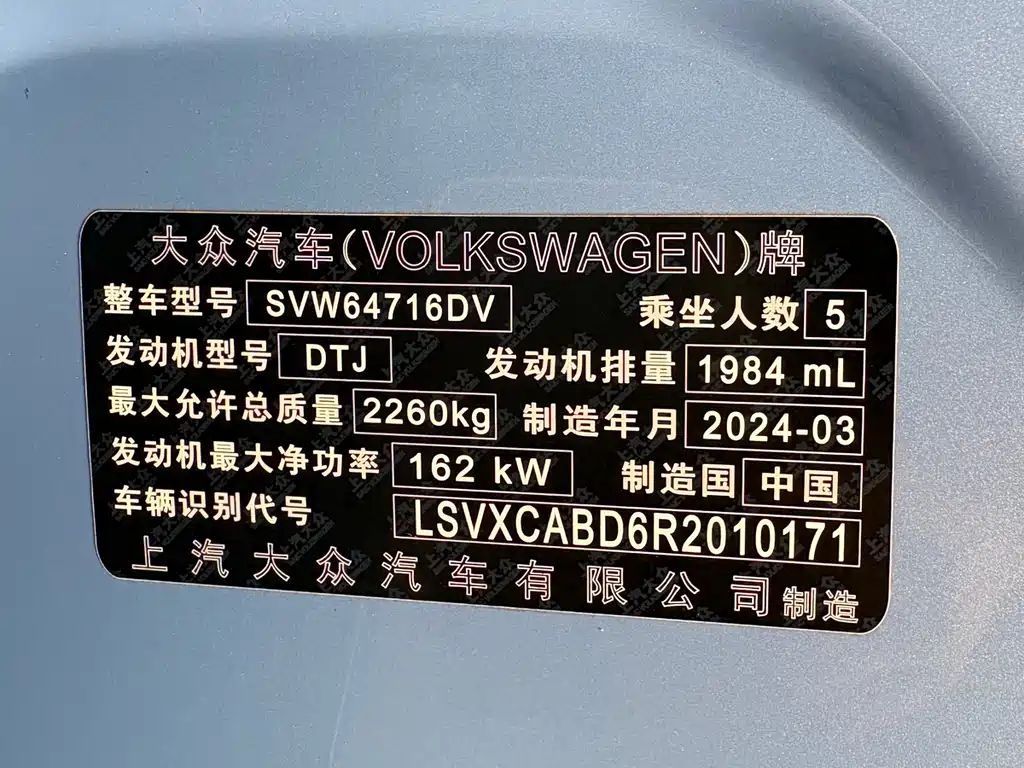 大众汽车(VOLKSWAGEN)牌
整车型号 SVW64716DV 乘坐人数 5
发动机型号 DTJ 发动机排量 1984 mL
最大允许总质量 2260kg 制造年月 2024-03
发动机最大净功率 162 kW 制造国 中国
车辆识别代号 LSVXCABD6R2010171
上汽大众汽车有限公司制造